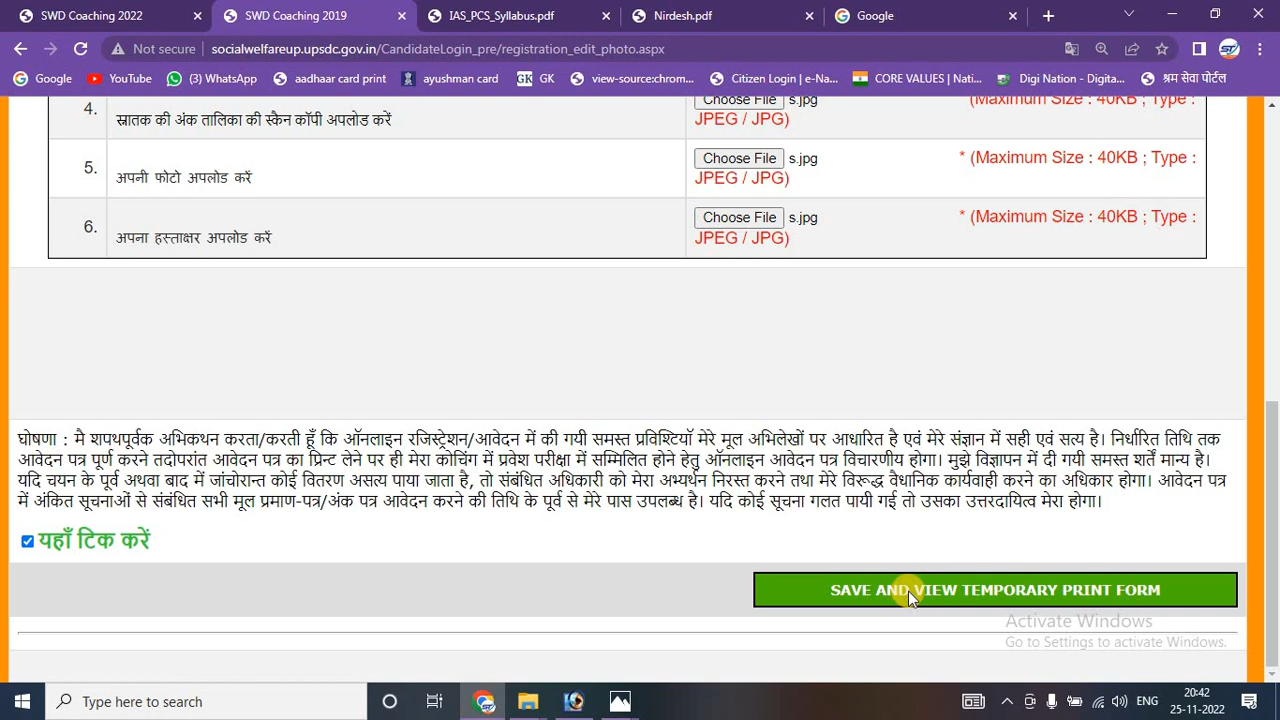 SWD Coaching 2022
SWD Coaching 2019
IAS_PCS_Syllabus.pdf
Nirdesh.pdf
Google
Not secure
socialwelfareup.upsdc.gov.in/CandidateLogin_pre/registration_edit_photo.aspx
Google
YouTube
(3) WhatsApp
aadhaar card print
ayushman card
GK GK
view-source:chrom...
Citizen Login | e-Na...
CORE VALUES | Nati...
Digi Nation - Digita...
श्रम सेवा पोर्टल
4.
स्नातक की अंक तालिका की स्कैन कॉपी अपलोड करें
Choose File s.jpg
(Maximum Size : 40KB ; Type :
JPEG / JPG)
5.
अपनी फोटो अपलोड करें
Choose File s.jpg
* (Maximum Size : 40KB ; Type :
JPEG / JPG)
6.
अपना हस्ताक्षर अपलोड करें
Choose File s.jpg
* (Maximum Size : 40KB ; Type :
JPEG / JPG)
घोषणा : मै शपथपूर्वक अभिकथन करता/करती हूँ कि ऑनलाइन रजिस्ट्रेशन/आवेदन में की गयी समस्त प्रविश्टियॉ मेरे मूल अभिलेखों पर आधारित है एवं मेरे संज्ञान में सही एवं सत्य है। निर्धारित तिथि तक
आवेदन पत्र पूर्ण करने तदोपरांत आवेदन पत्र का प्रिन्ट लेने पर ही मेरा कोचिंग में प्रवेश परीक्षा में सम्मिलित होने हेतु ऑनलाइन आवेदन पत्र विचारणीय होगा। मुझे विज्ञापन में दी गयी समस्त शर्तें मान्य है।
यदि चयन के पूर्व अथवा बाद में जांचोरान्त कोई विवरण असत्य पाया जाता है, तो संबंधित अधिकारी को मेरा अभ्यर्थन निरस्त करने तथा मेरे विरूद्ध वैधानिक कार्यवाही करने का अधिकार होगा। आवेदन पत्र
में अंकित सूचनाओं से संबंधित सभी मूल प्रमाण-पत्र/अंक पत्र आवेदन करने की तिथि के पूर्व से मेरे पास उपलब्ध है। यदि कोई सूचना गलत पायी गई तो उसका उत्तरदायित्व मेरा होगा।
यहाँ टिक करें
SAVE AND VIEW TEMPORARY PRINT FORM
Activate Windows
Go to Settings to activate Windows.
Type here to search
ENG
20:42
25-11-2022